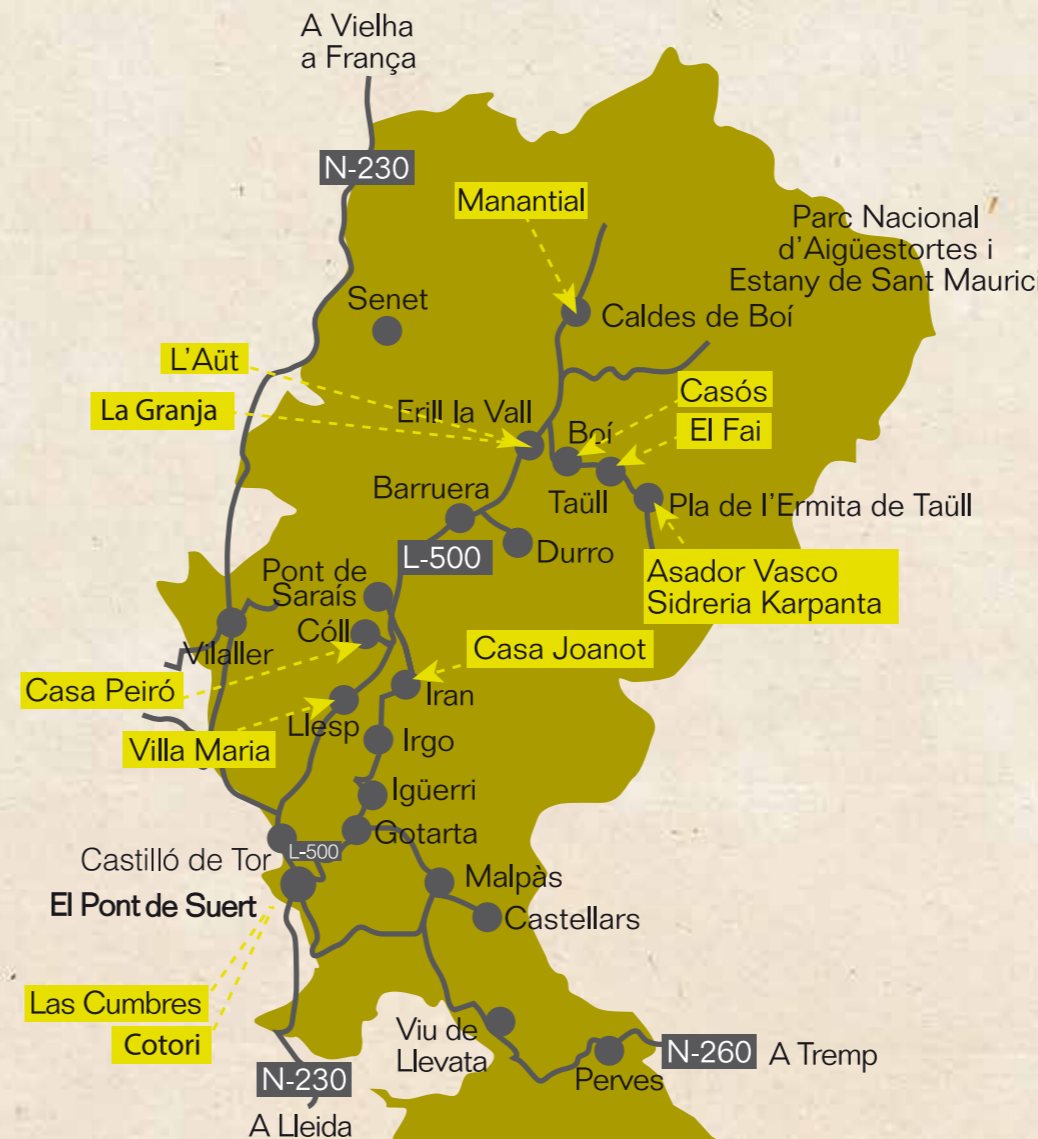 A Vielha
a França
N-230
Manantial
Parc Nacional
d'Aigüestortes i
Estany de Sant Maurici
Senet
Caldes de Boí
L'Aüt
Casós
La Granja
Erill la Vall
Boí
El Fai
Barruera
Taüll
Pla de l'Ermita de Taüll
L-500
Durro
Pont de
Saraís
Asador Vasco
Sidreria Karpanta
Cóll
Vilaller
Casa Joanot
Casa Peiró
Iran
Llesp
Villa Maria
Irgo
Igüerri
Gotarta
L-500
Castilló de Tor
Malpàs
El Pont de Suert
Castellars
Las Cumbres
Cotori
Viu de
Llevata
N-260
A Tremp
Perves
N-230
A Lleida